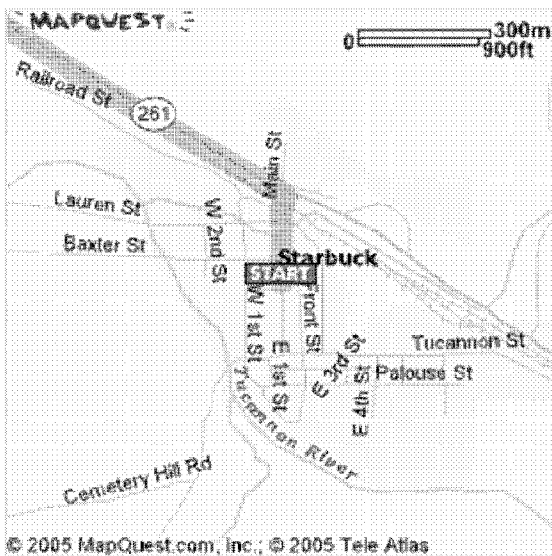 MAPQUEST
0 300m
900ft
Railroad St
261
Main St
Lauren St
W 2nd St
Baxter St
Starbuck
START
W 1st St
Front St
E 1st St
E 3rd St
Tucannon St
Palouse St
E 4th St
Tucannon River
Cemetery Hill Rd
© 2005 MapQuest.com, Inc.; © 2005 Tele Atlas